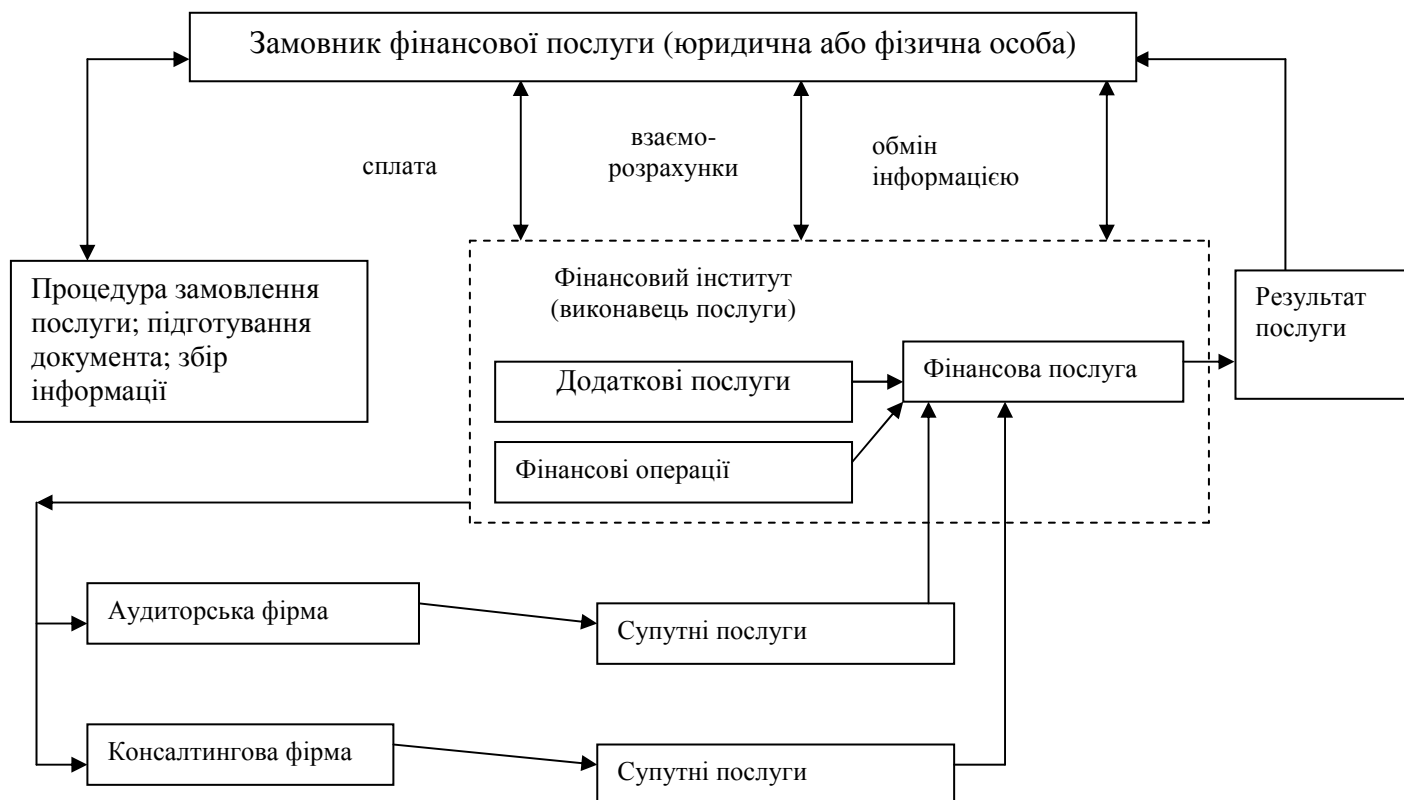 Замовник фінансової послуги (юридична або фізична особа)
сплата
взаємо-
розрахунки
обмін
інформацією
Процедура замовлення
послуги; підготування
документа; збір
інформації
Фінансовий інститут
(виконавець послуги)
Додаткові послуги
Фінансові операції
Фінансова послуга
Результат
послуги
Аудиторська фірма
Супутні послуги
Консалтингова фірма
Супутні послуги